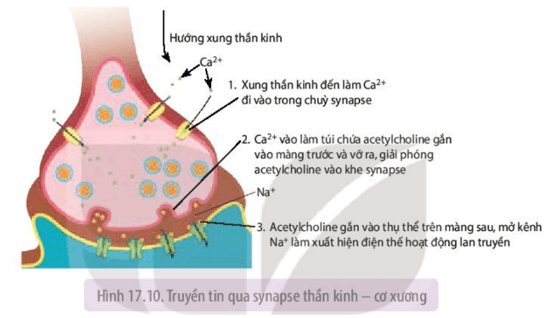 Hướng xung thần kinh
Ca²⁺
1. Xung thần kinh đến làm Ca²⁺
đi vào trong chuỳ synapse
2. Ca²⁺ vào làm túi chứa acetylcholine gắn
vào màng trước và vỡ ra, giải phóng
acetylcholine vào khe synapse
Na⁺
3. Acetylcholine gắn vào thụ thể trên màng sau, mở kênh
Na⁺ làm xuất hiện điện thế hoạt động lan truyền
Hình 17.10. Truyền tin qua synapse thần kinh – cơ xương